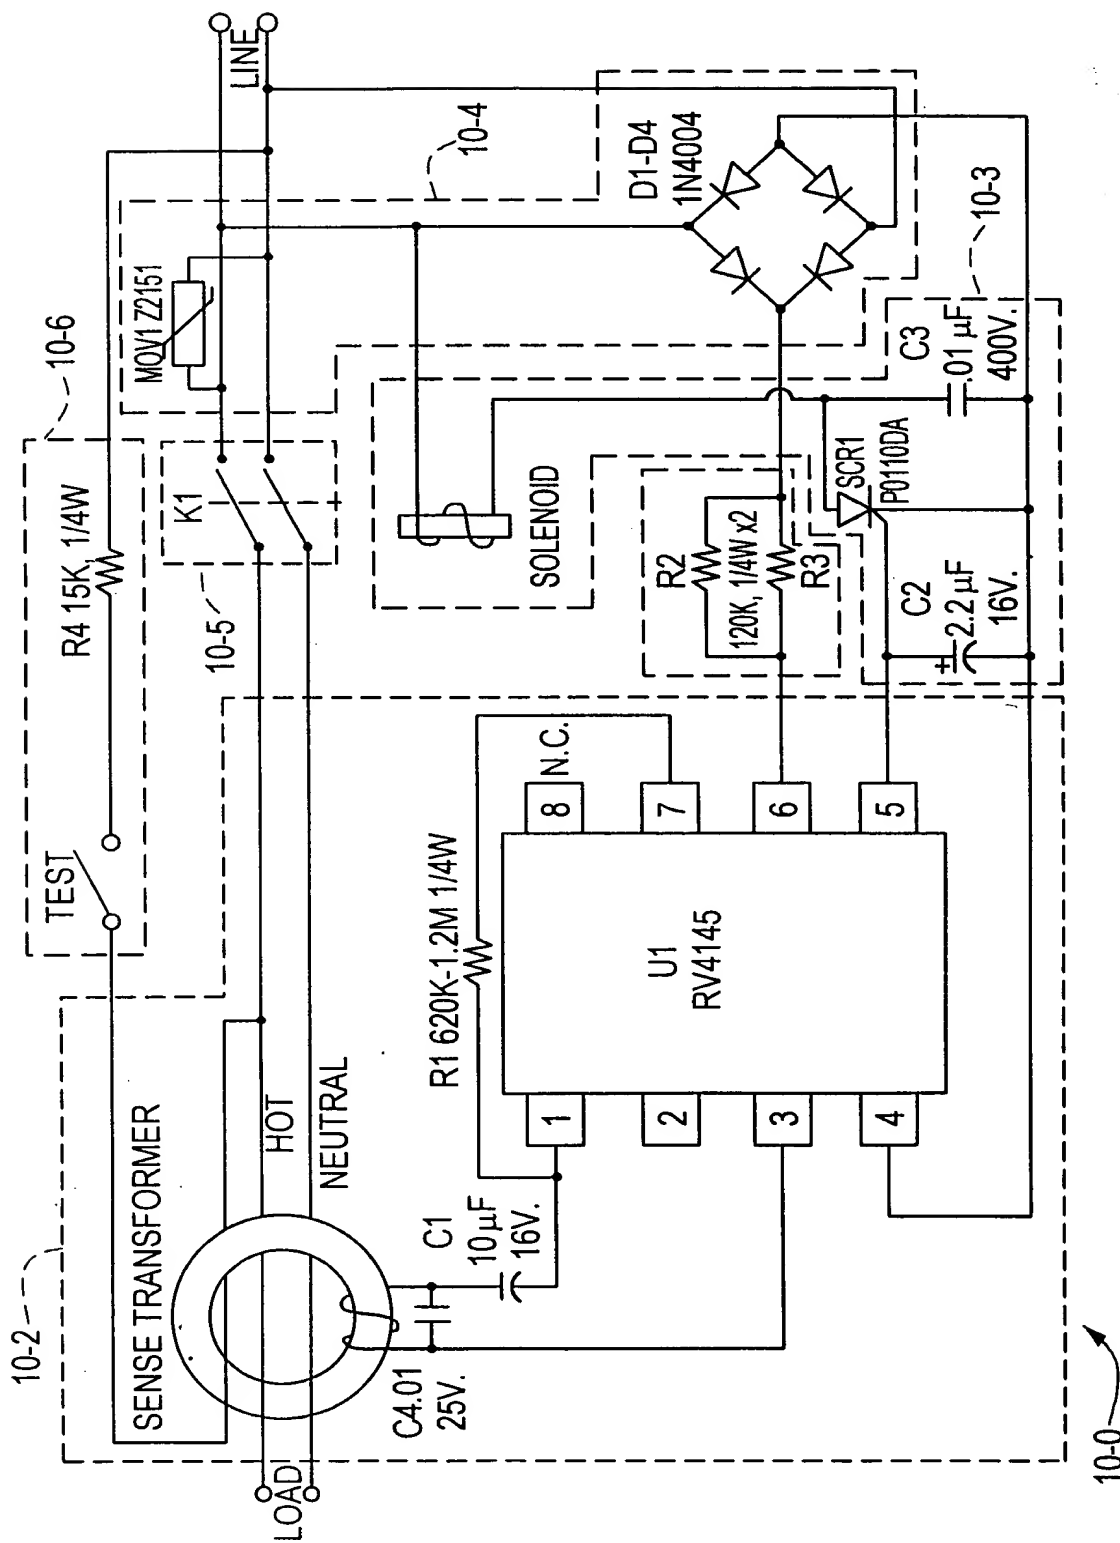 LINE
10-4
D1-D4
1N4004
10-3
MOV1 Z2151
10-6
R4 15K, 1/4W
K1
10-5
SOLENOID
C3
.01 µF
400V.
SCR1
P0110DA
R2
120K, 1/4W x2
R3
C2
+
2.2 µF
16V.
TEST
10-2
SENSE TRANSFORMER
HOT
NEUTRAL
R1 620K-1.2M 1/4W
8
N.C.
7
6
5
U1
RV4145
1
2
3
4
C1
10 µF
16V.
C4.01
25V.
LOAD
10-0